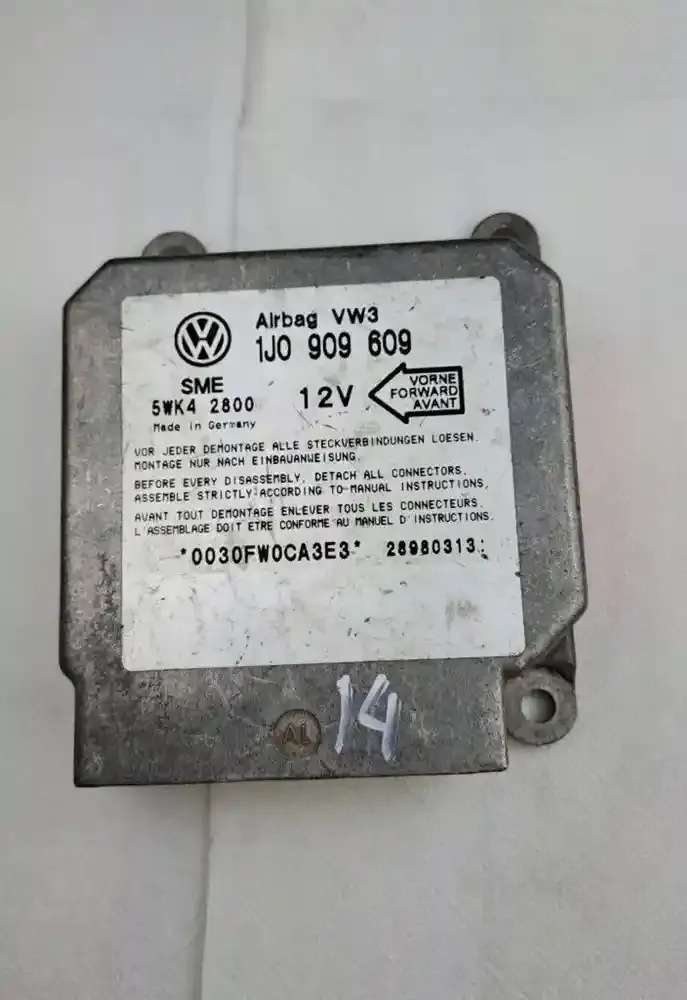 Airbag VW3
1J0 909 609
SME
5WK4 2800
12V
VORNE
FORWARD
AVANT
Made in Germany
VOR JEDER DEMONTAGE ALLE STECKVERBINDUNGEN LOESEN.
MONTAGE NUR NACH EINBAUANWEISUNG.
BEFORE EVERY DISASSEMBLY, DETACH ALL CONNECTORS.
ASSEMBLE STRICTLY ACCORDING TO MANUAL INSTRUCTIONS.
AVANT TOUT DEMONTAGE ENLEVER TOUS LES CONNECTEURS.
L'ASSEMBLAGE DOIT ETRE CONFORME AU MANUEL D'INSTRUCTIONS.
*0030FW0CA3E3* 28980313
AL
14